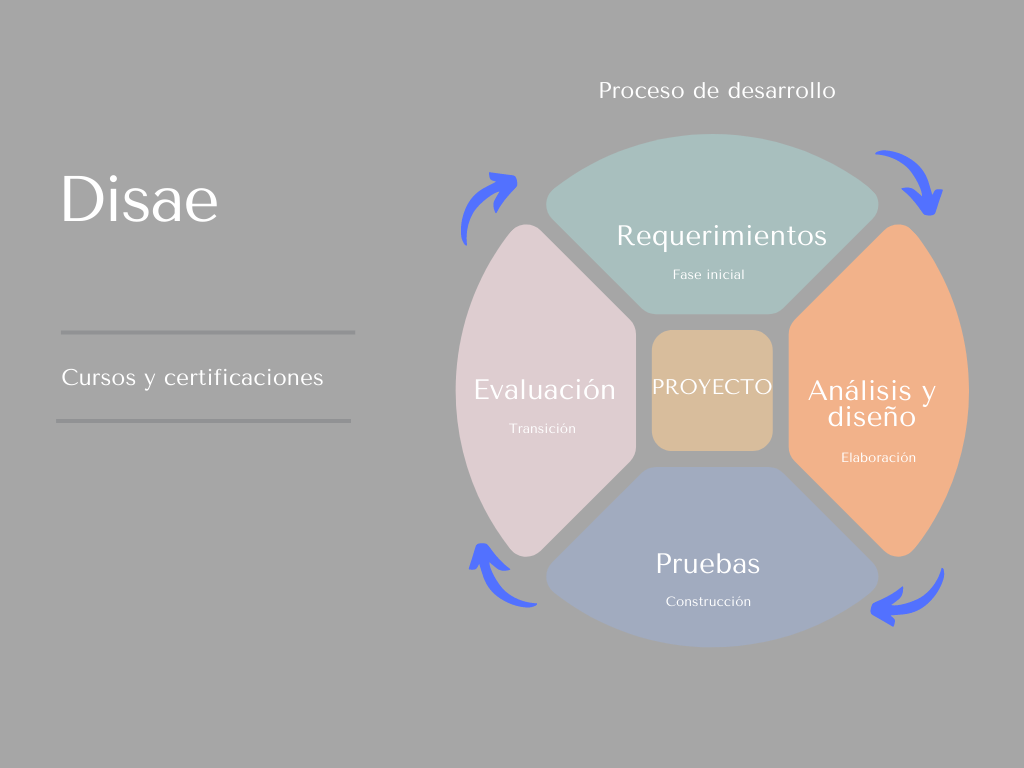 Disae
Cursos y certificaciones
Proceso de desarrollo
Requerimientos
Fase inicial
Evaluación
Transición
PROYECTO
Análisis y
diseño
Elaboración
Pruebas
Construcción